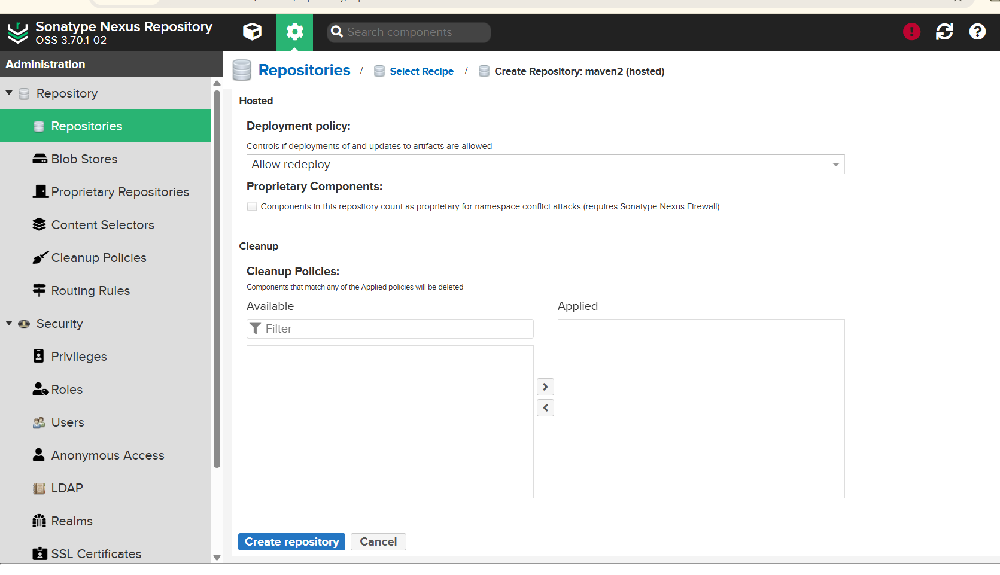 Sonatype Nexus Repository
OSS 3.70.1-02
Search components
Administration
Repositories / Select Recipe / Create Repository: maven2 (hosted)
Repository
Repositories
Blob Stores
Proprietary Repositories
Content Selectors
Cleanup Policies
Routing Rules
Security
Privileges
Roles
Users
Anonymous Access
LDAP
Realms
SSL Certificates
Hosted
Deployment policy:
Controls if deployments of and updates to artifacts are allowed
Allow redeploy
Proprietary Components:
Components in this repository count as proprietary for namespace conflict attacks (requires Sonatype Nexus Firewall)
Cleanup
Cleanup Policies:
Components that match any of the Applied policies will be deleted
Available
Applied
Filter
Create repository
Cancel